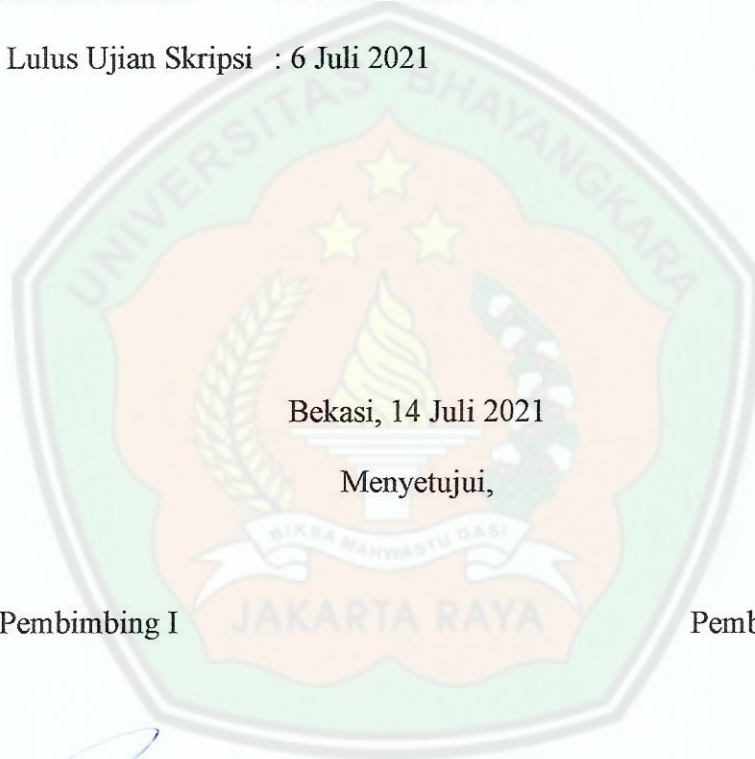 Lulus Ujian Skripsi : 6 Juli 2021
UNIVERSITAS BHAYANGKARA
Bekasi, 14 Juli 2021
Menyetujui,
BIKSA MAHWASTU DASI
JAKARTA RAYA
Pembimbing I Pemb